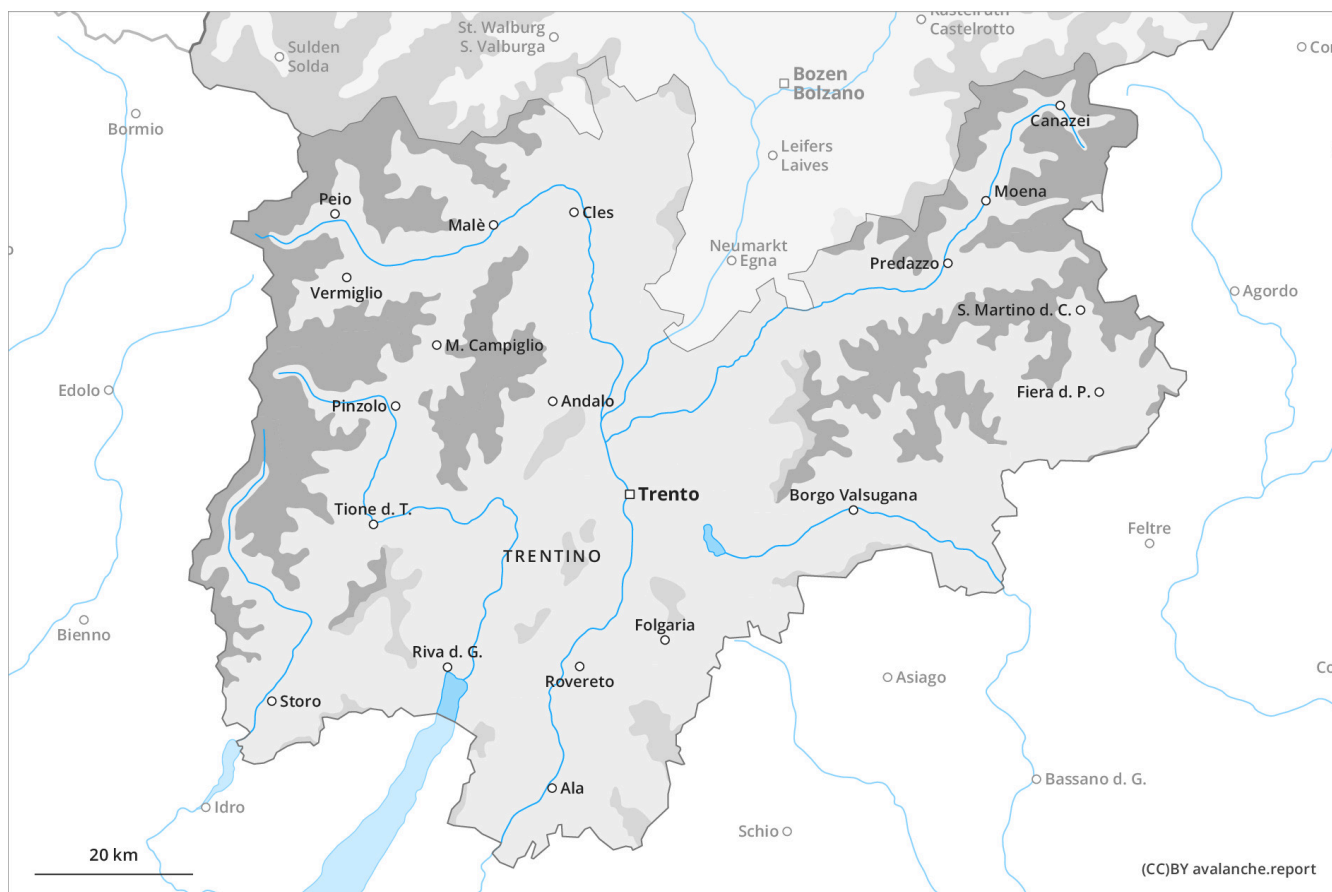 Kastelruth
Castelrotto
St. Walburg
S. Valburga
Sulden
Solda
Bozen
Bolzano
Bormio
Canazei
Leifers
Laives
Moena
Peio
Malè
Cles
Neumarkt
Egna
Predazzo
Vermiglio
Agordo
S. Martino d. C.
M. Campiglio
Edolo
Pinzolo
Andalo
Fiera d. P.
Trento
Borgo Valsugana
Tione d. T.
Feltre
TRENTINO
Bienno
Folgaria
Riva d. G.
Rovereto
Asiago
Storo
Bassano d. G.
Ala
Idro
Schio
20 km
(CC)BY avalanche.report